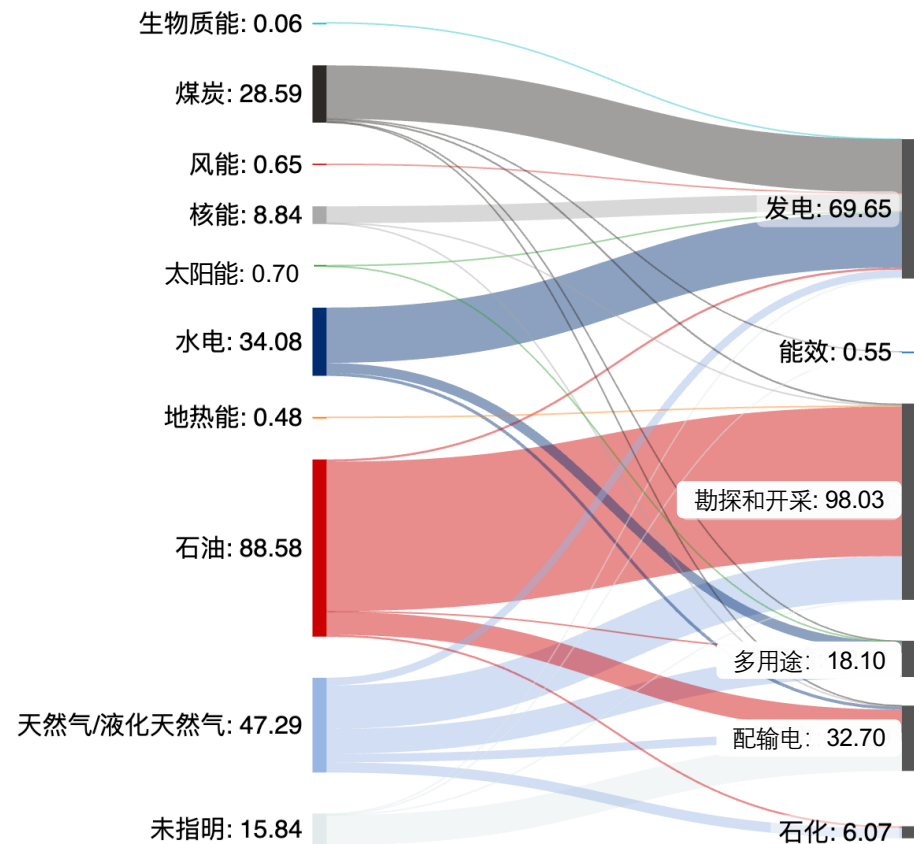 生物质能: 0.06
煤炭: 28.59
风能: 0.65
核能: 8.84
发电: 69.65
太阳能: 0.70
水电: 34.08
能效: 0.55
地热能: 0.48
勘探和开采: 98.03
石油: 88.58
多用途: 18.10
天然气/液化天然气: 47.29
配输电: 32.70
未指明: 15.84
石化: 6.07